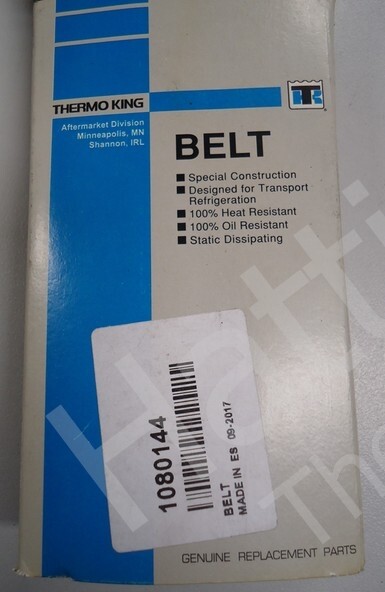 THERMO KING
Aftermarket Division
Minneapolis, MN
Shannon, IRL
TK
BELT
Special Construction
Designed for Transport
Refrigeration
100% Heat Resistant
100% Oil Resistant
Static Dissipating
1080144
BELT
MADE IN ES 09-2017
GENUINE REPLACEMENT PARTS